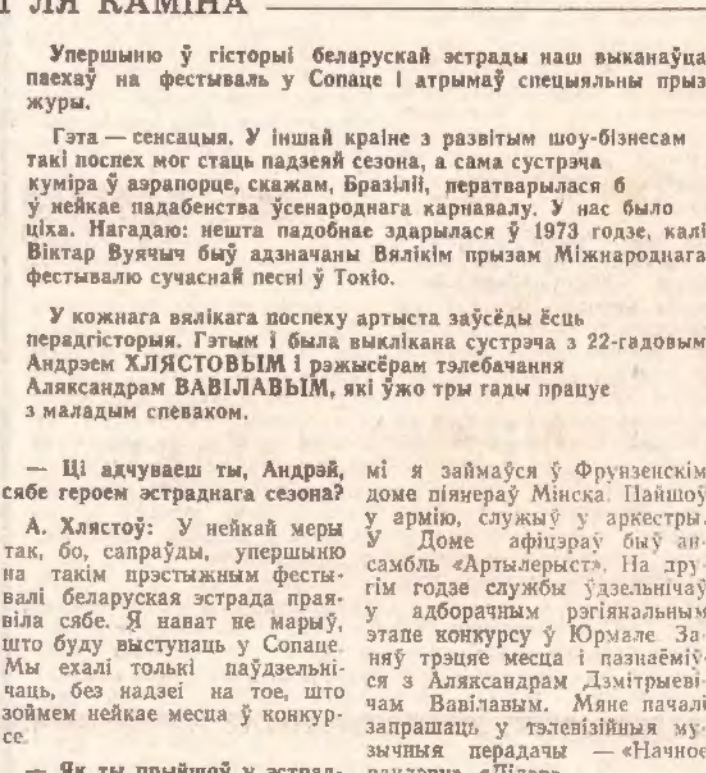 ЛЯ КАМІНА
Упершыню ў гісторыі беларускай эстрады наш выканаўца
паехаў на фестываль у Сопаце і атрымаў спецыяльны прыз
журы.
Гэта — сенсацыя. У іншай краіне з развітым шоу-бізнесам
такі поспех мог стаць падзеяй сезона, а сама сустрэча
куміра ў аэрапорце, скажам, Бразіліі, ператварылася б
ў нейкае падабенства ўсенароднага карнавалу. У нас было
ціха. Нагадаю: нешта падобнае здарылася ў 1973 годзе, калі
Віктар Вуячыч быў адзначаны Вялікім прызам Міжнароднага
фестывалю сучаснай песні ў Токіо.
У кожнага вялікага поспеху артыста заўсёды ёсць
перадгісторыя. Гэтым і была выклікана сустрэча з 22-гадовым
Андрэем ХЛЯСТОВЫМ і рэжысёрам тэлебачання
Аляксандрам ВАВІЛАВЫМ, які ўжо тры гады працуе
з маладым спеваком.
— Ці адчуваеш ты, Андрэй,
сябе героем эстраднага сезона?
А. Хлястоў: У нейкай меры
так, бо, сапраўды, упершыню
на такім прэстыжным фесты-
валі беларуская эстрада прая-
віла сябе. Я нават не марыў,
што буду выступаць у Сопаце.
Мы ехалі толькі паўдзельні-
чаць, без надзеі на тое, што
зоймем нейкае месца ў конкур-
се.
— Як ты прыйшоў у эстрад-
мі я займаўся ў Фрунзенскім
доме піянераў Мінска. Пайшоў
у армію, служыў у аркестры.
У Доме афіцэраў быў ан-
самбль «Артылерыст». На дру-
гім годзе службы ўдзельнічаў
у адборачным рэгіянальным
этапе конкурсу ў Юрмале. За-
няў трэцяе месца і пазнаёміў-
ся з Аляксандрам Дзмітрыеві-
чам Вавілавым. Мяне пачалі
запрашаць у тэлевізійныя му-
зычныя перадачы — «Начное